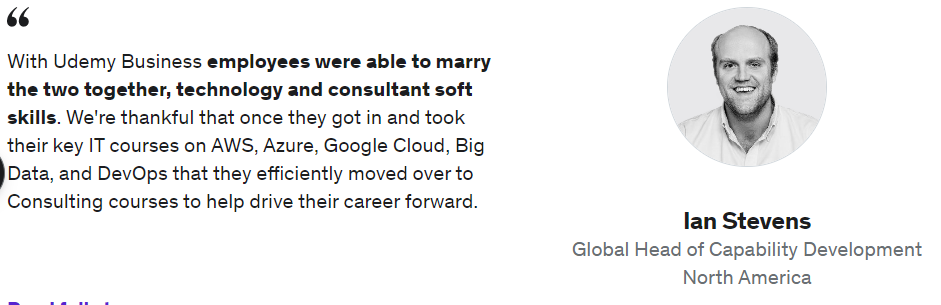 “
With Udemy Business employees were able to marry
the two together, technology and consultant soft
skills. We're thankful that once they got in and took
their key IT courses on AWS, Azure, Google Cloud, Big
Data, and DevOps that they efficiently moved over to
Consulting courses to help drive their career forward.
Ian Stevens
Global Head of Capability Development
North America